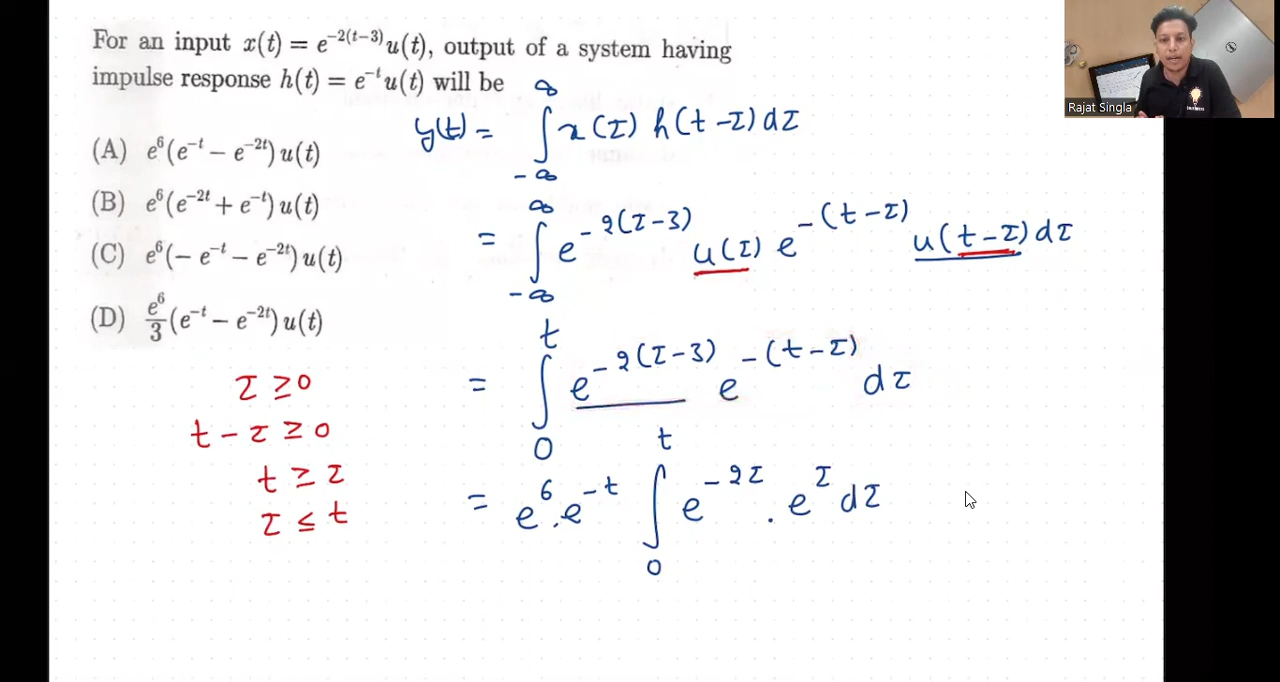 For an input x(t) = e^{-2(t-3)}u(t), output of a system having
impulse response h(t) = e^{-t}u(t) will be
(A) e^{6}(e^{-t} - e^{-2t})u(t)
(B) e^{6}(e^{-2t} + e^{-t})u(t)
(C) e^{6}(- e^{-t} - e^{-2t})u(t)
(D) \frac{e^{6}}{3}(e^{-t} - e^{-2t})u(t)
τ ≥ 0
t - τ ≥ 0
t ≥ τ
τ ≤ t
y(t) = ∫_{-∞}^{∞} x(τ) h(t-τ)dτ
= ∫_{-∞}^{∞} e^{-2(τ-3)} u(τ) e^{-(t-τ)} u(t-τ)dτ
= ∫_{0}^{t} e^{-2(τ-3)} e^{-(t-τ)} dτ
= e^{6}.e^{-t} ∫_{0}^{t} e^{-2τ} . e^{τ} dτ
Rajat Singla